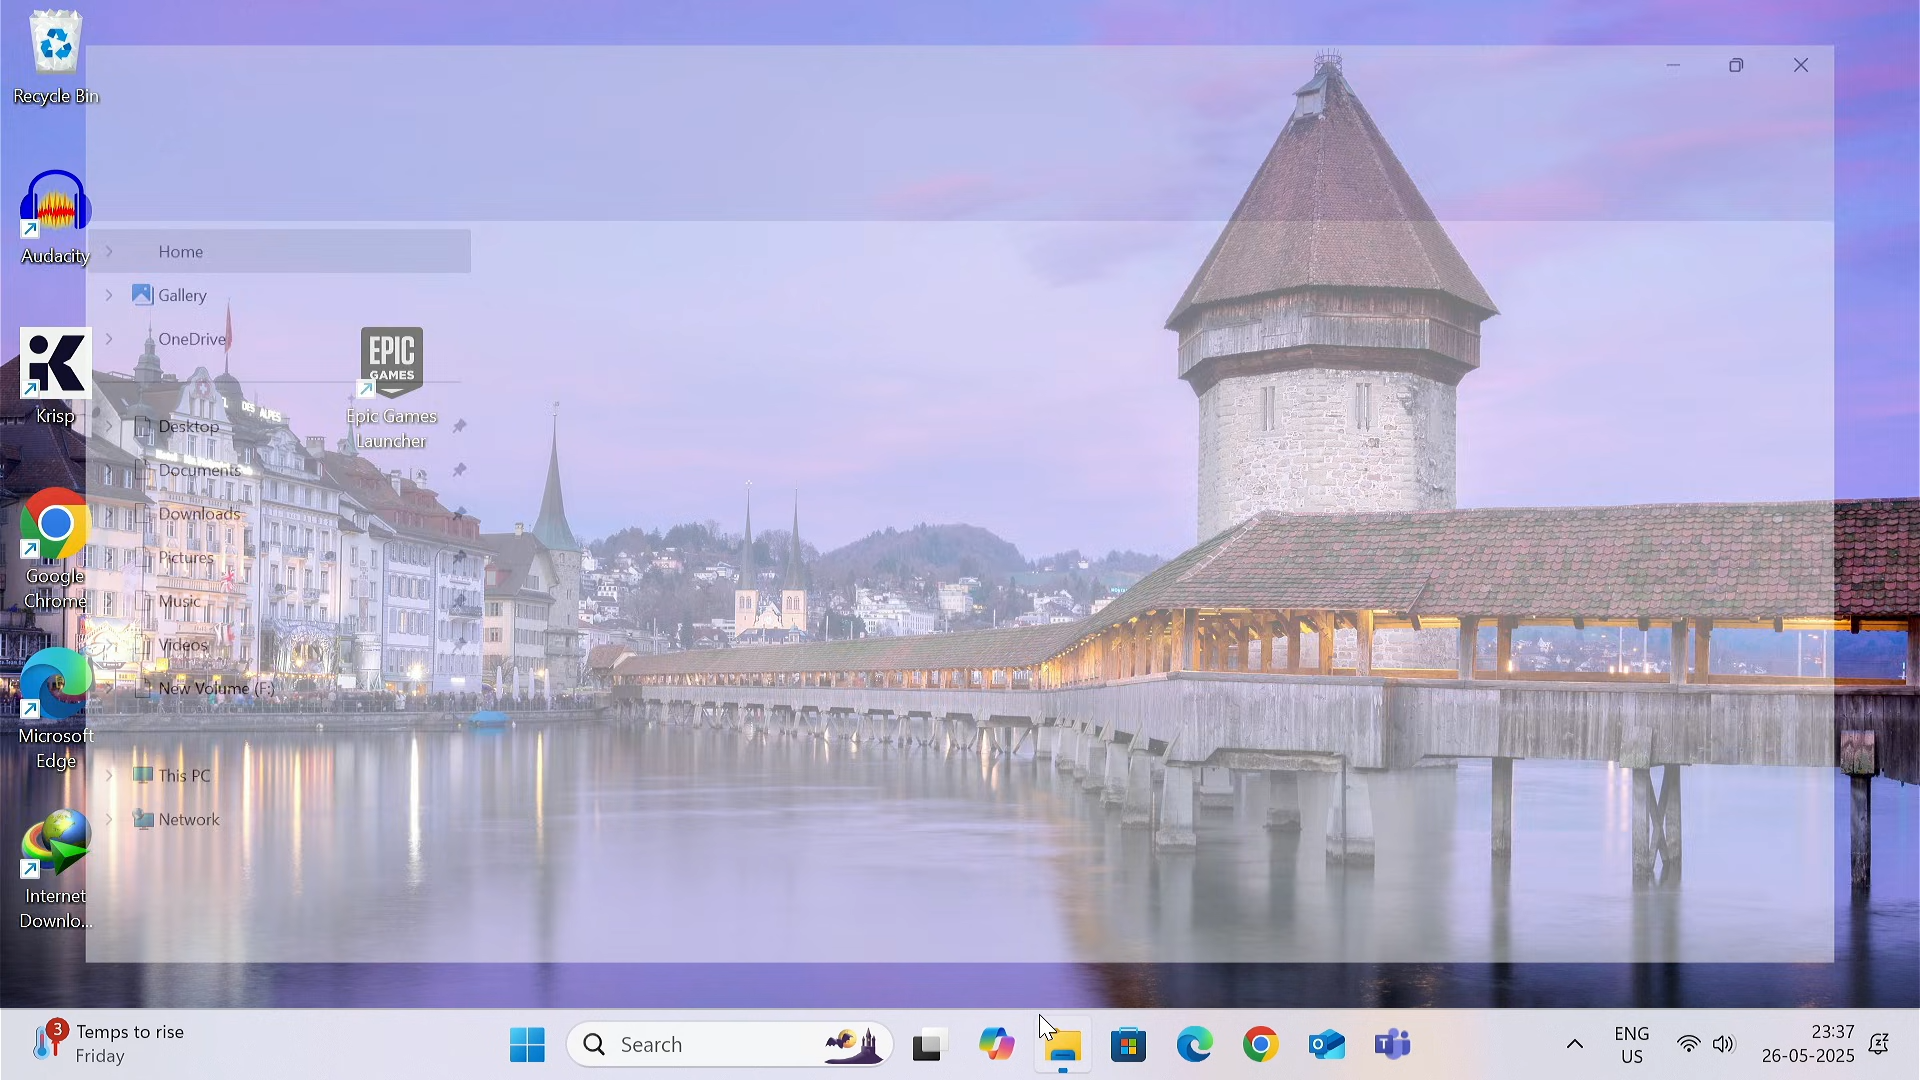 Recycle Bin
Audacity
Krisp
Google
Chrome
Microsoft
Edge
Internet
Downlo...
EPIC
GAMES
Epic Games
Launcher
DES ALPES
Home
Gallery
OneDrive
Desktop
Documents
Downloads
Pictures
Music
Videos
New Volume (F:)
This PC
Network
3
Temps to rise
Friday
Search
ENG
US
23:37
26-05-2025